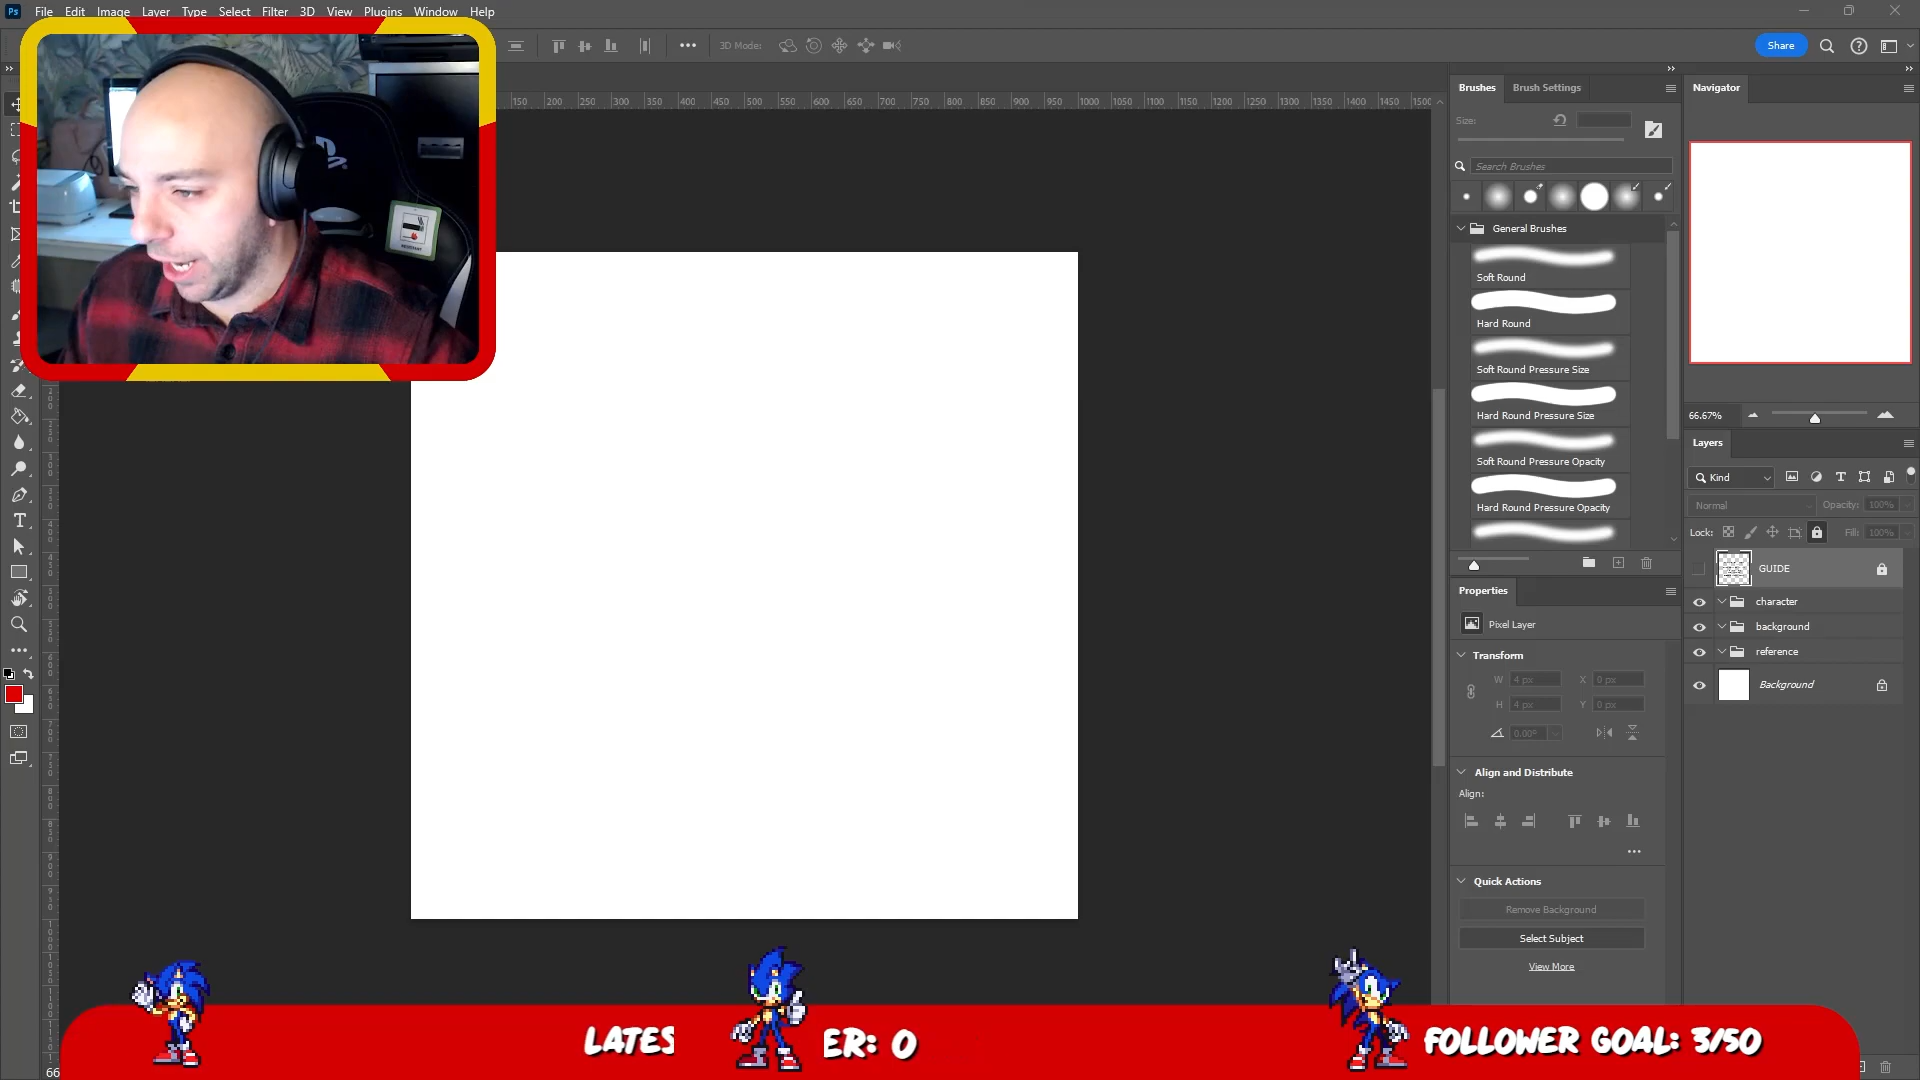 Ps File Edit Image Layer Type Select Filter 3D View Plugins Window Help
3D Mode:
Share
150 200 250 300 350 400 450 500 550 600 650 700 750 800 850 900 950 1000 1050 1100 1150 1200 1250 1300 1350 1400 1450 1500
Brushes Brush Settings
Size:
Search Brushes
General Brushes
Soft Round
Hard Round
Soft Round Pressure Size
Hard Round Pressure Size
Soft Round Pressure Opacity
Hard Round Pressure Opacity
Properties
Pixel Layer
Transform
W 4 px X 0 px
H 4 px Y 0 px
0.00°
Align and Distribute
Align:
Quick Actions
Remove Background
Select Subject
View More
Navigator
66.67%
Layers
Kind
Normal Opacity: 100%
Lock: Fill: 100%
GUIDE
character
background
reference
Background
66
LATES ER: 0
FOLLOWER GOAL: 3/50